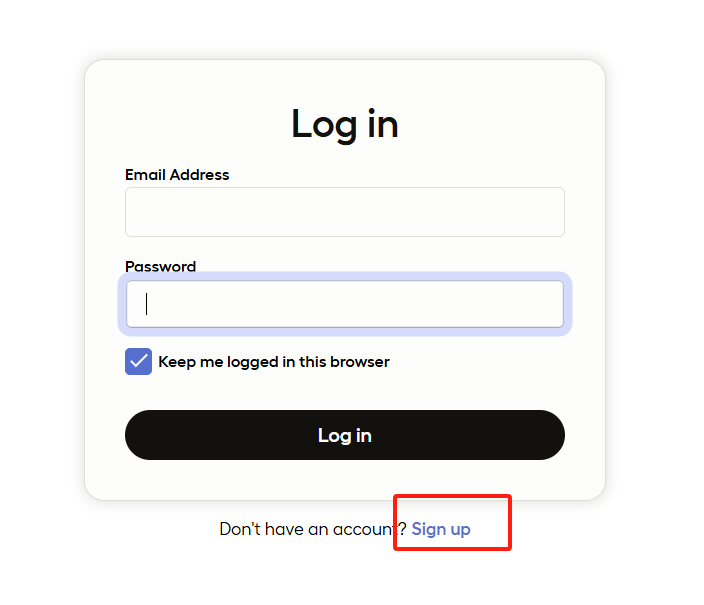 Log in
Email Address
Password
Keep me logged in this browser
Log in
Don't have an account? Sign up